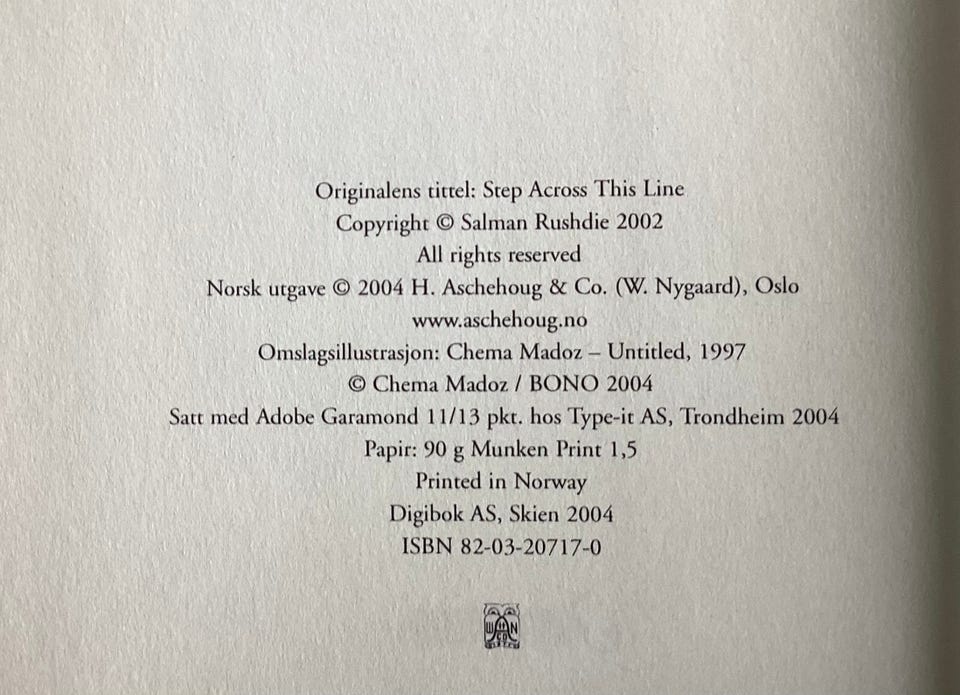 Originalens tittel: Step Across This Line
Copyright © Salman Rushdie 2002
All rights reserved
Norsk utgave © 2004 H. Aschehoug & Co. (W. Nygaard), Oslo
www.aschehoug.no
Omslagsillustrasjon: Chema Madoz – Untitled, 1997
© Chema Madoz / BONO 2004
Satt med Adobe Garamond 11/13 pkt. hos Type-it AS, Trondheim 2004
Papir: 90 g Munken Print 1,5
Printed in Norway
Digibok AS, Skien 2004
ISBN 82-03-20717-0